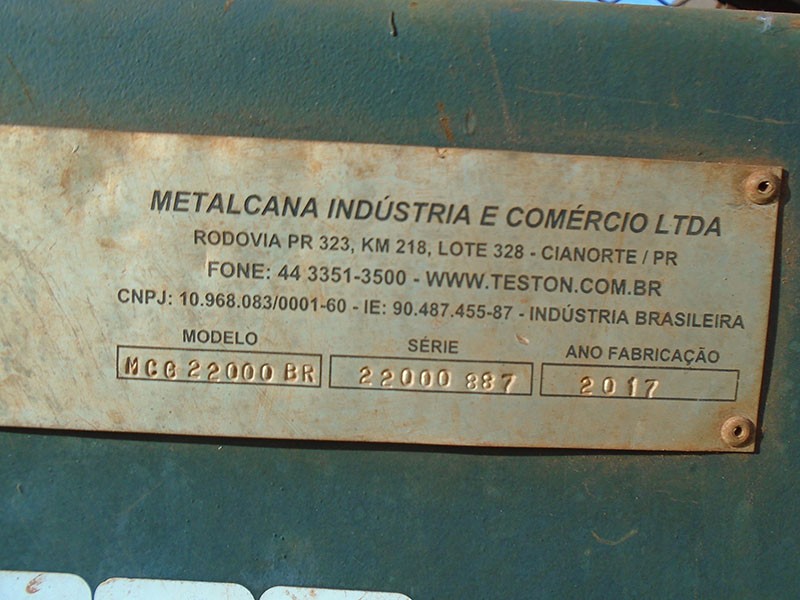 METALCANA INDÚSTRIA E COMÉRCIO LTDA
RODOVIA PR 323, KM 218, LOTE 328 - CIANORTE / PR
FONE: 44 3351-3500 - WWW.TESTON.COM.BR
CNPJ: 10.968.083/0001-60 - IE: 90.487.455-87 - INDÚSTRIA BRASILEIRA
MODELO SÉRIE ANO FABRICAÇÃO
MCG 22000 BR 22000 887 2017